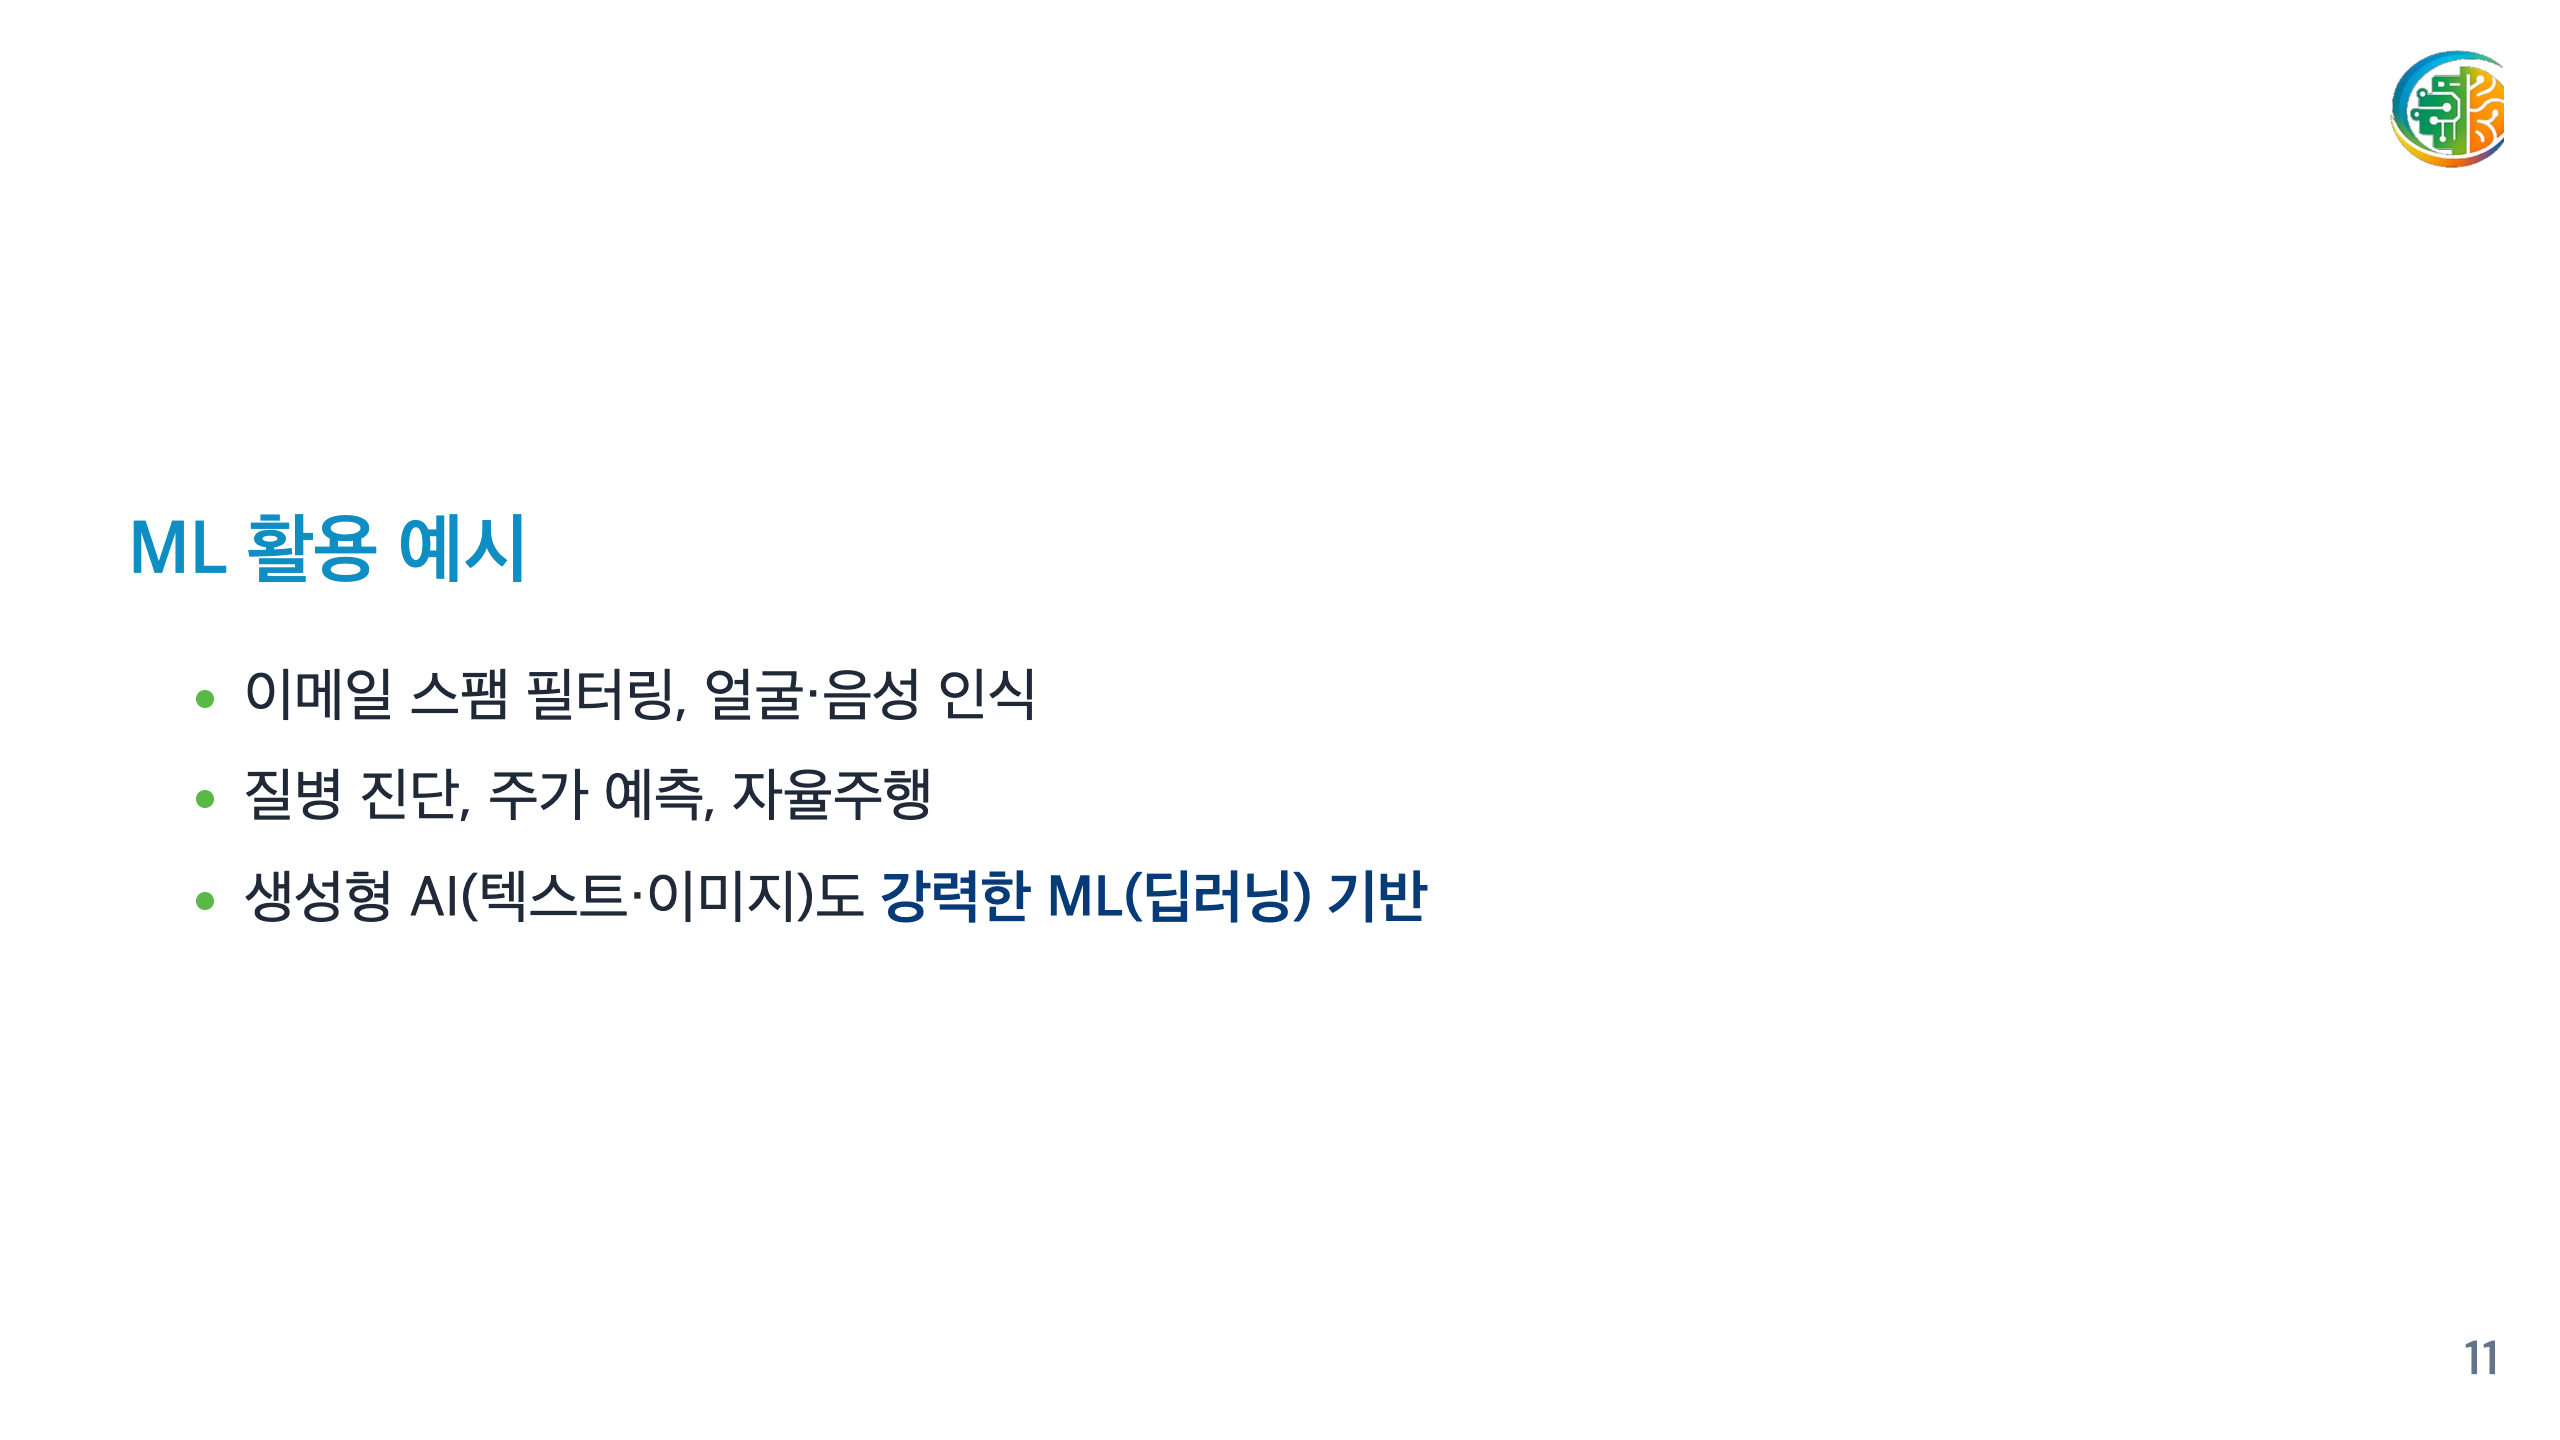 ML 활용 예시
이메일 스팸 필터링, 얼굴·음성 인식
질병 진단, 주가 예측, 자율주행
생성형 AI(텍스트·이미지)도 강력한 ML(딥러닝) 기반
11